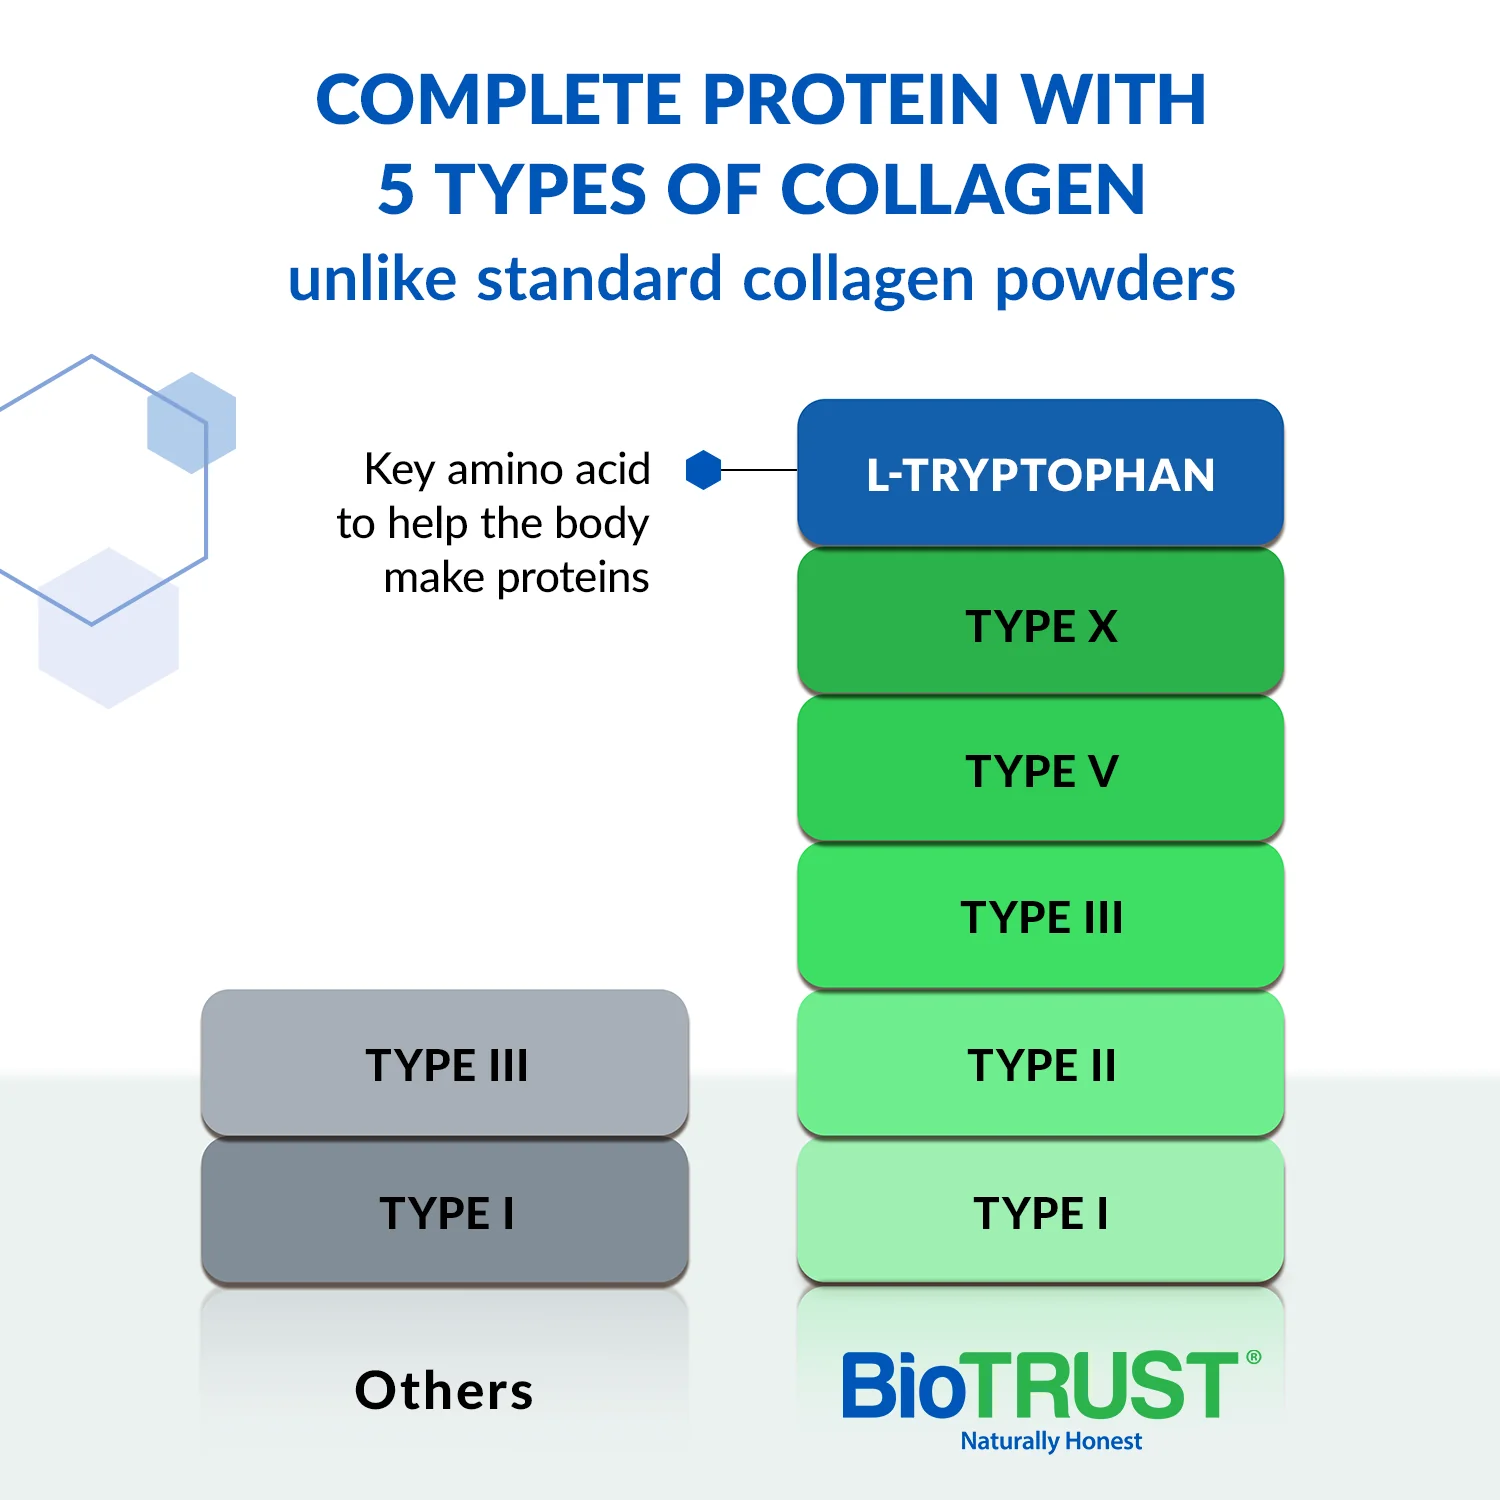 COMPLETE PROTEIN WITH
5 TYPES OF COLLAGEN
unlike standard collagen powders
Key amino acid
to help the body
make proteins
L-TRYPTOPHAN
TYPE X
TYPE V
TYPE III
TYPE II
TYPE I
TYPE III
TYPE I
Others
BioTRUST®
Naturally Honest